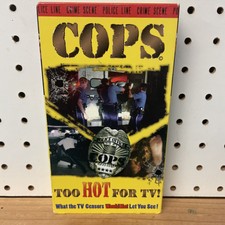 ICE LINE CRIME SCENE POLICE LINE CRIME SCENE
COPS
COPS
TOO HOT FOR TV!
What the TV Censors Wouldn't Let You See!